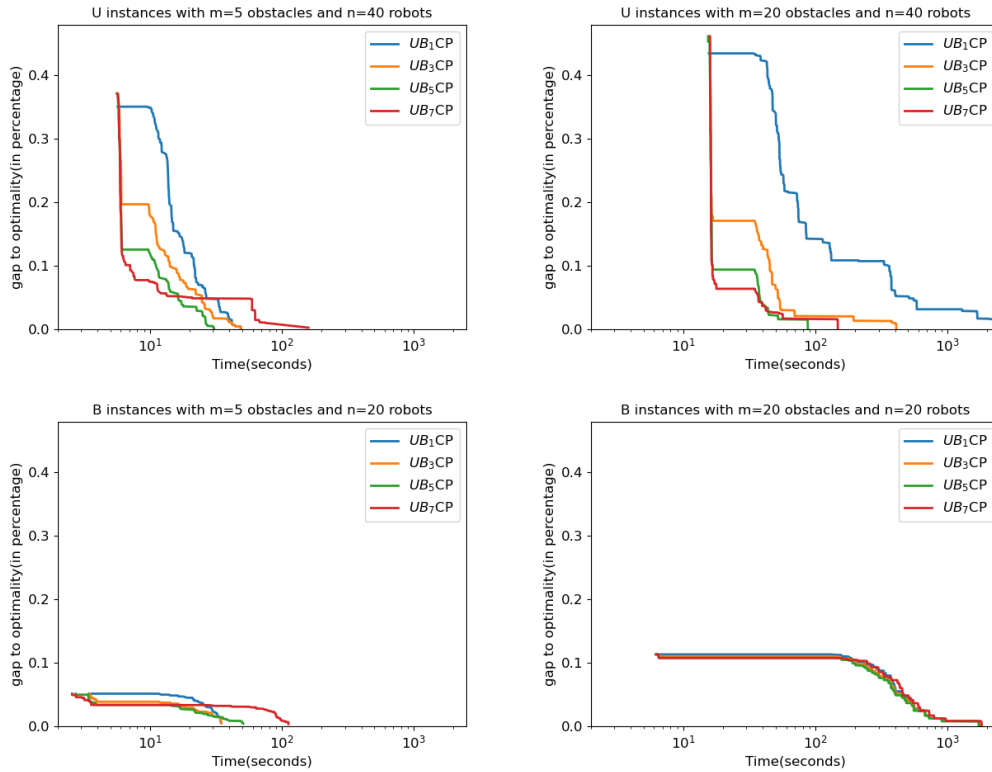 U instances with m=5 obstacles and n=40 robots
gap to optimality(in percentage)
0.4
0.3
0.2
0.1
0.0
UB₁CP
UB₃CP
UB₅CP
UB₇CP
10¹ 10² 10³
Time(seconds)
U instances with m=20 obstacles and n=40 robots
gap to optimality(in percentage)
0.4
0.3
0.2
0.1
0.0
UB₁CP
UB₃CP
UB₅CP
UB₇CP
10¹ 10² 10³
Time(seconds)
B instances with m=5 obstacles and n=20 robots
gap to optimality(in percentage)
0.4
0.3
0.2
0.1
0.0
UB₁CP
UB₃CP
UB₅CP
UB₇CP
10¹ 10² 10³
Time(seconds)
B instances with m=20 obstacles and n=20 robots
gap to optimality(in percentage)
0.4
0.3
0.2
0.1
0.0
UB₁CP
UB₃CP
UB₅CP
UB₇CP
10¹ 10² 10³
Time(seconds)